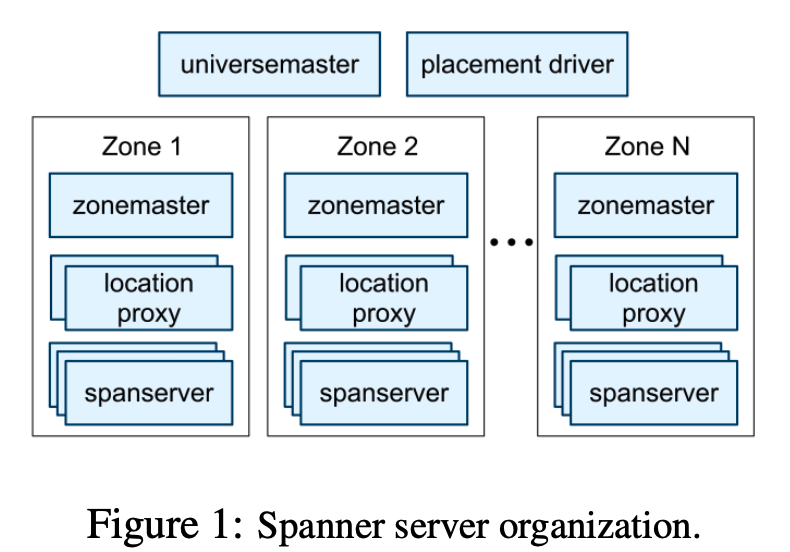 universemaster placement driver
Zone 1 Zone 2 Zone N
zonemaster zonemaster zonemaster
...
location location location
proxy proxy proxy
spanserver spanserver spanserver
Figure 1: Spanner server organization.